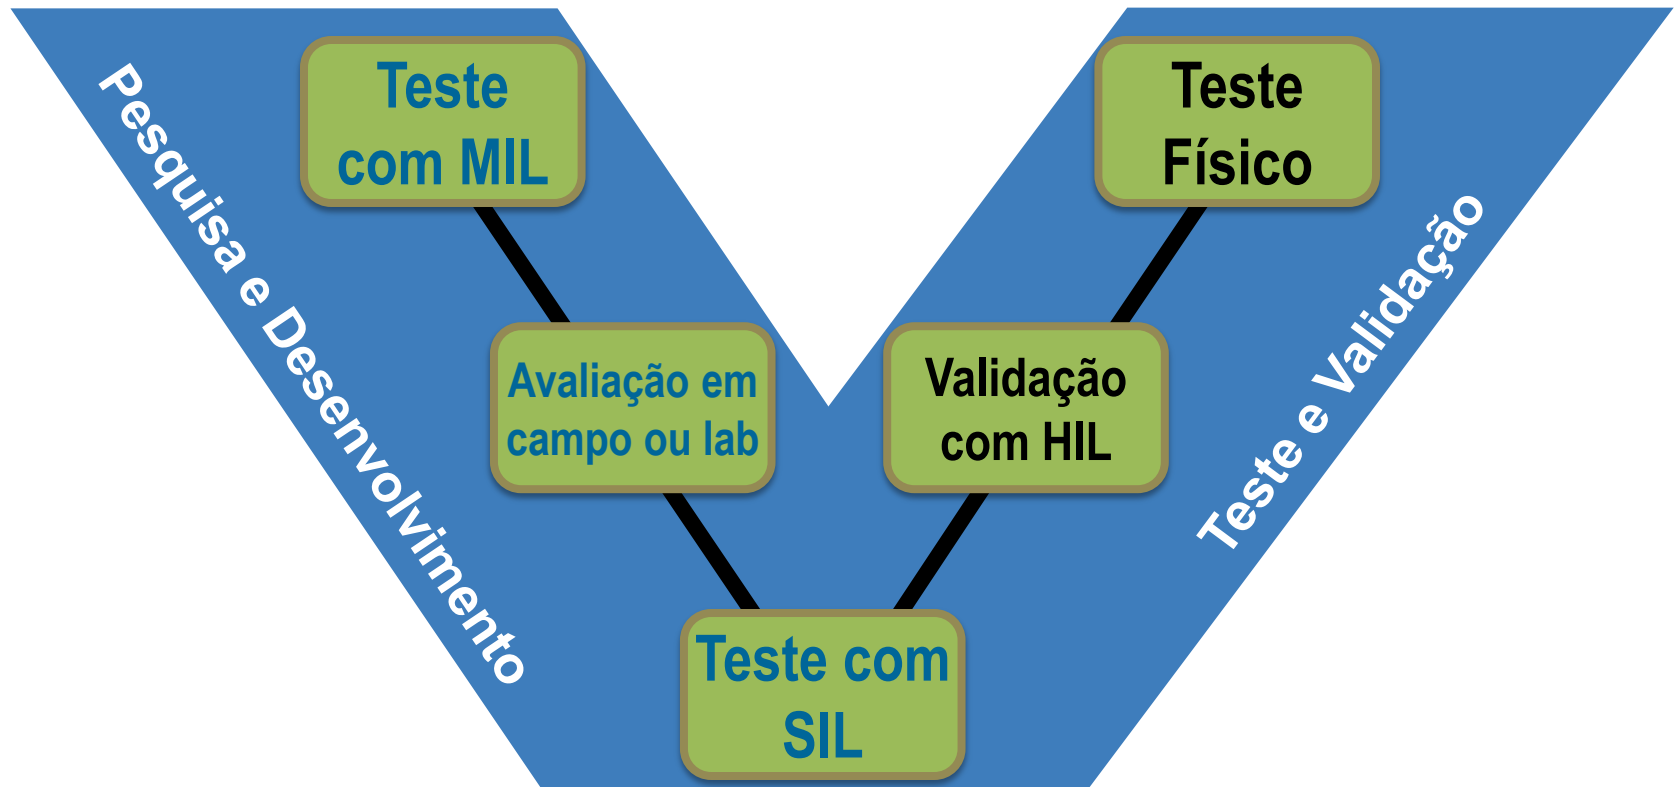 Pesquisa e Desenvolvimento
Teste
com MIL
Avaliação em
campo ou lab
Teste com
SIL
Validação
com HIL
Teste
Físico
Teste e Validação